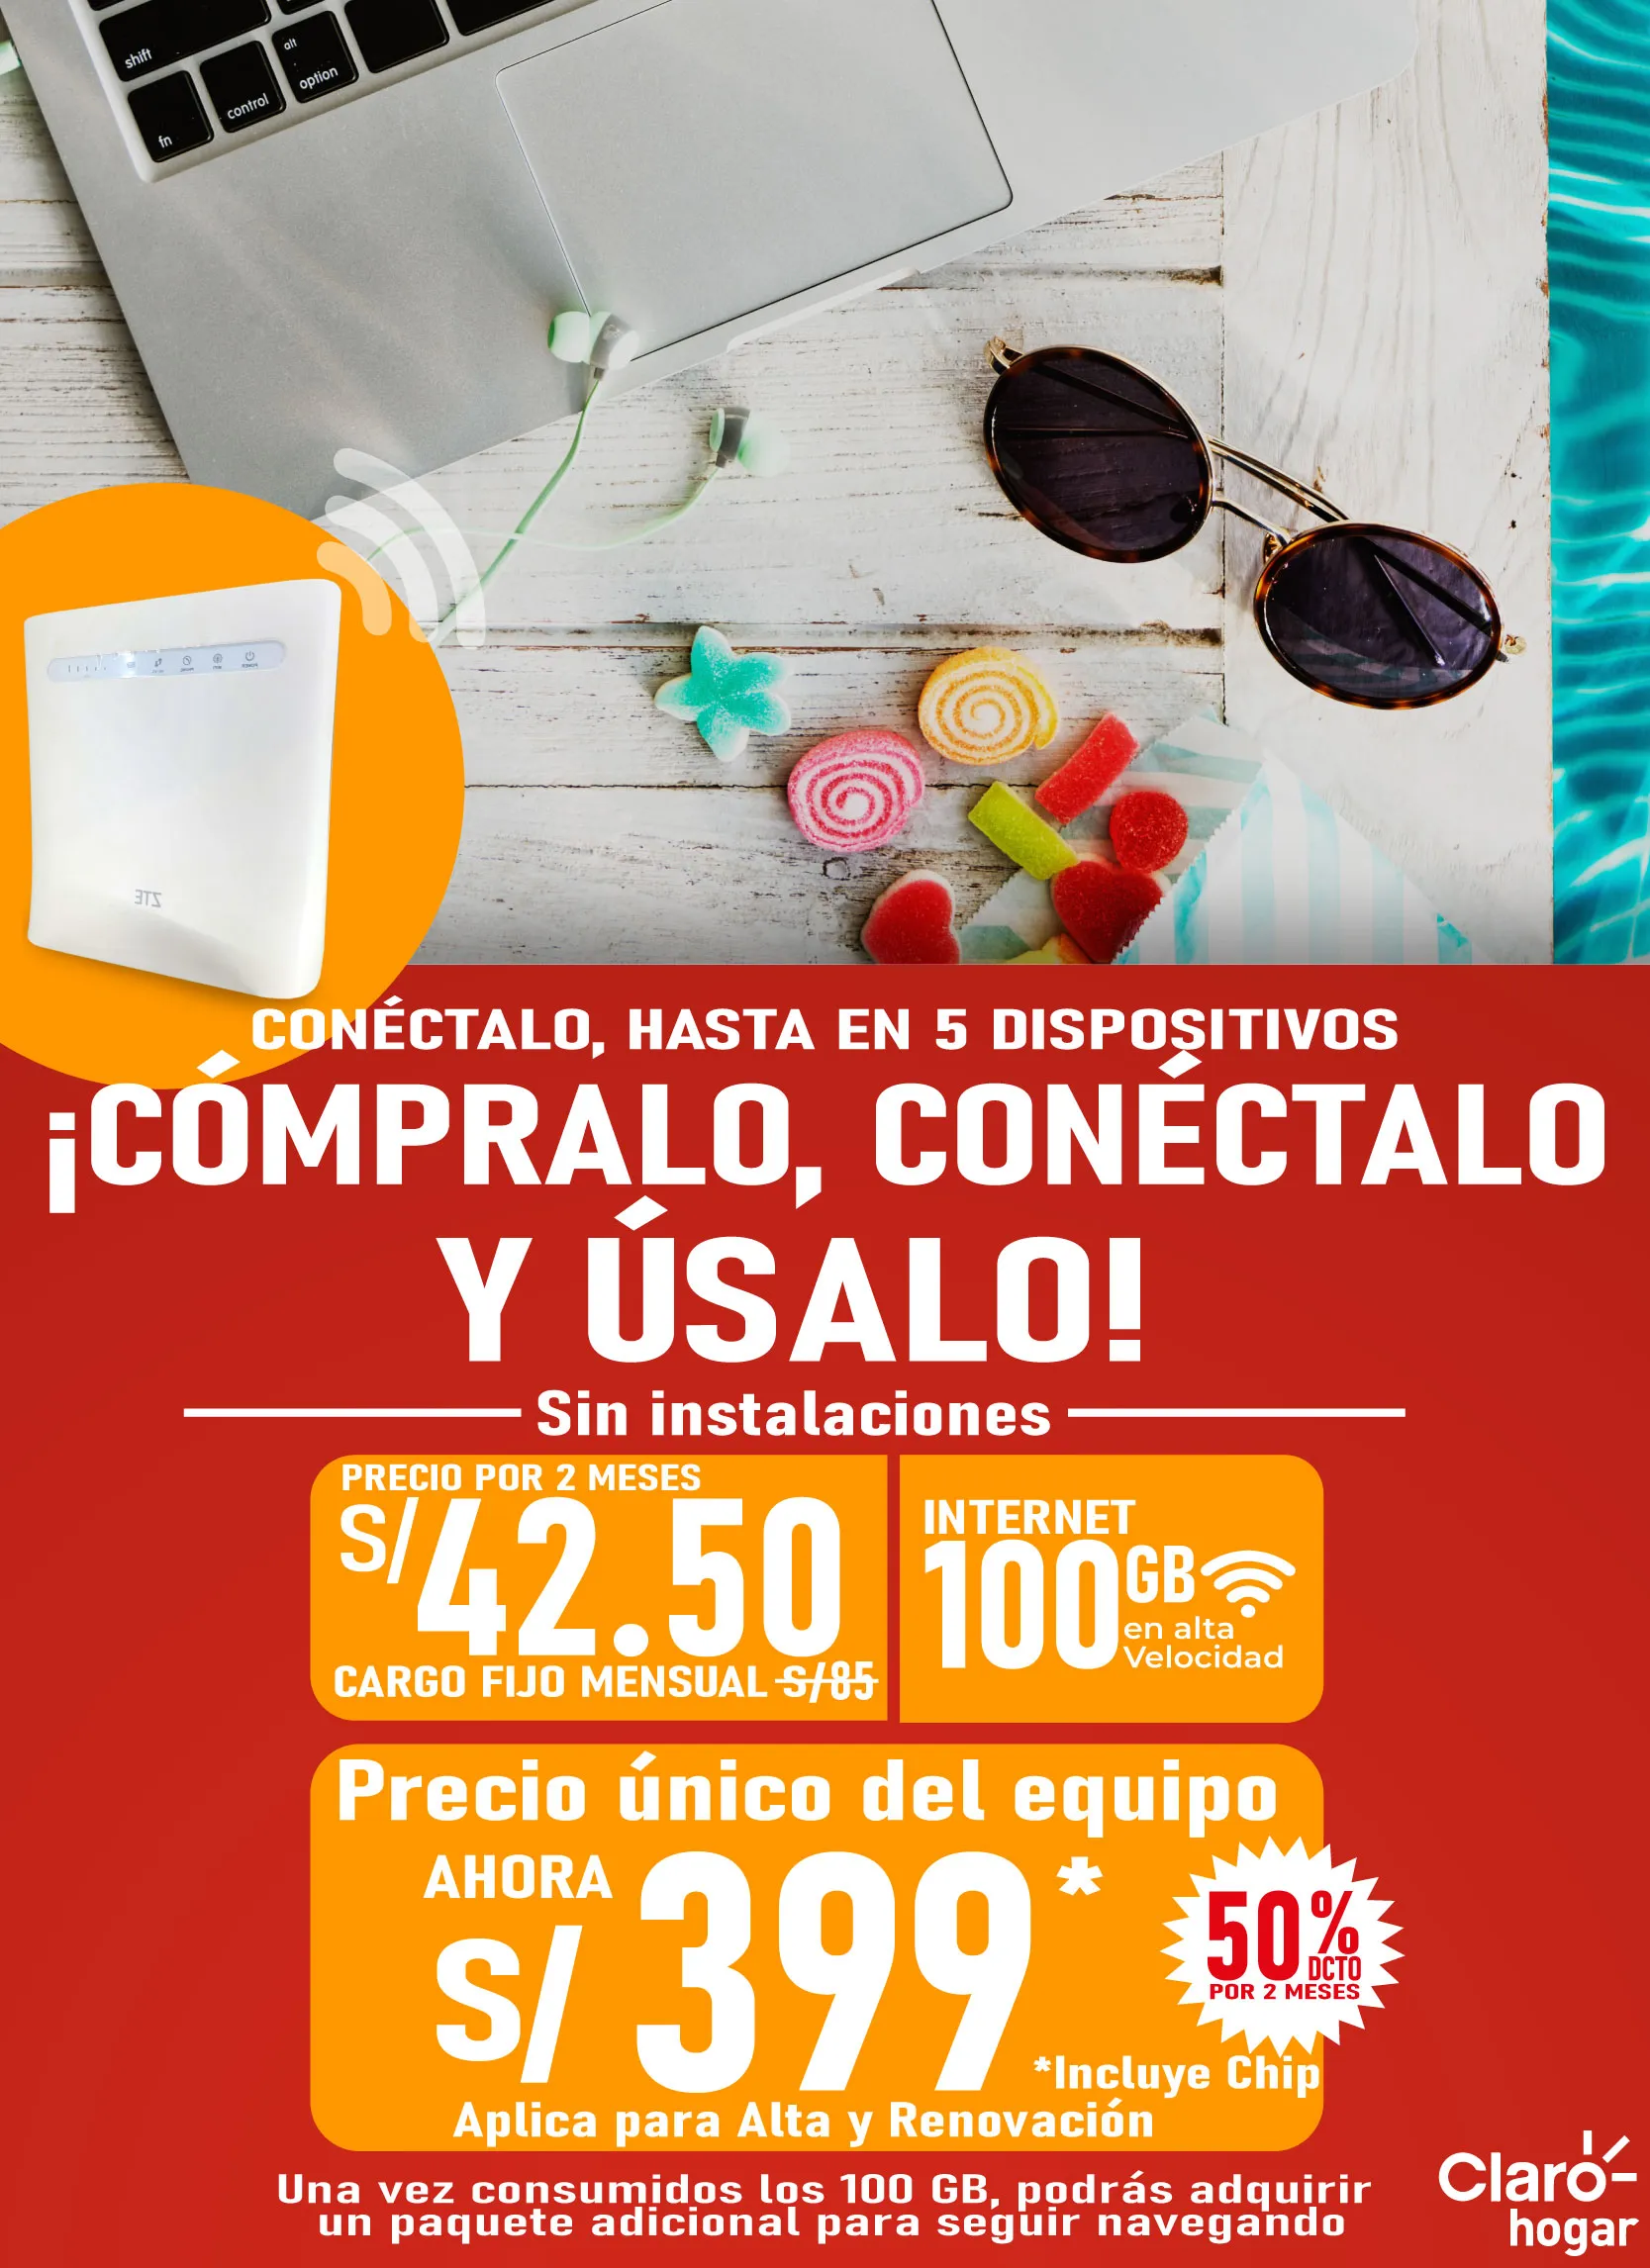 shift
alt
option
control
fn
ZTE
CONÉCTALO, HASTA EN 5 DISPOSITIVOS
¡CÓMPRALO, CONÉCTALO
Y ÚSALO!
Sin instalaciones
PRECIO POR 2 MESES
S/42.50
CARGO FIJO MENSUAL S/85
INTERNET
100 GB
en alta
Velocidad
Precio único del equipo
AHORA
S/399*
50% DCTO
POR 2 MESES
*Incluye Chip
Aplica para Alta y Renovación
Una vez consumidos los 100 GB, podrás adquirir
un paquete adicional para seguir navegando
Claro
hogar